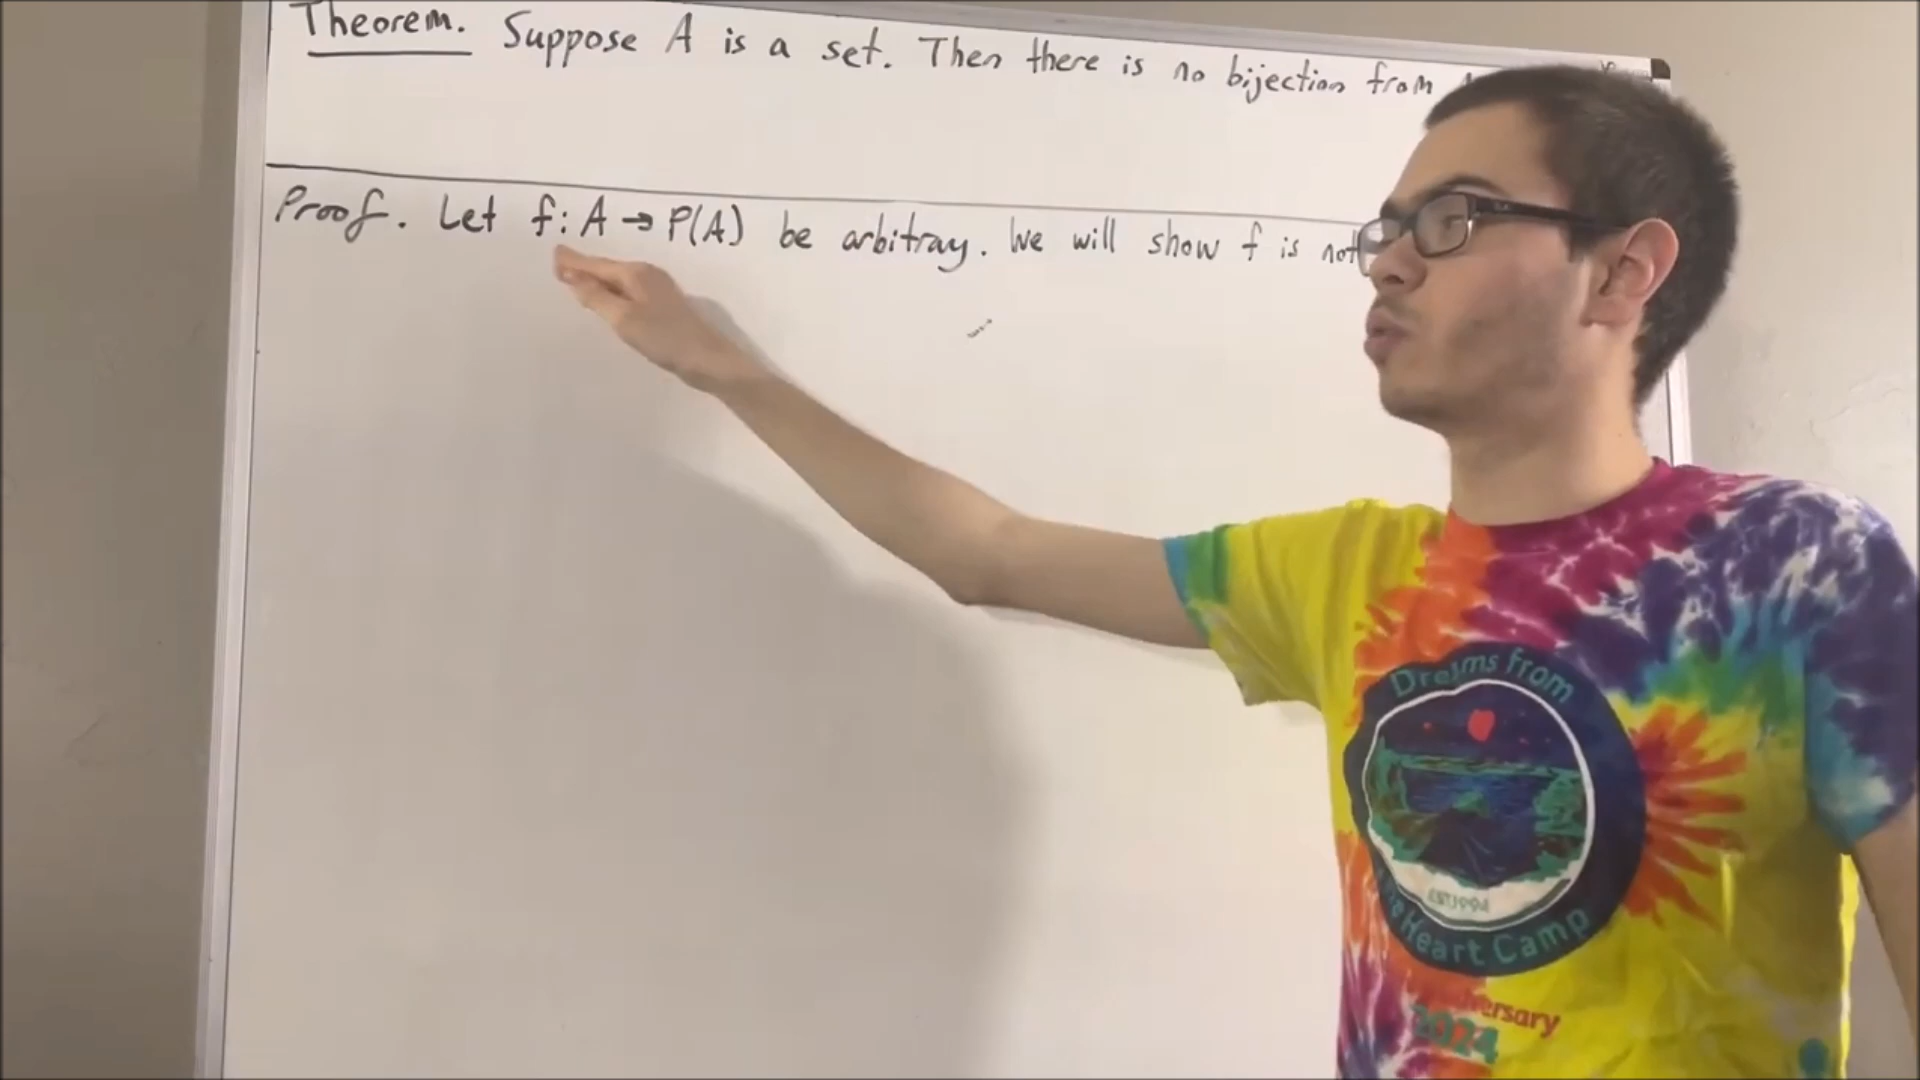 Theorem. Suppose A is a set. Then there is no bijection from
Proof. Let f: A → P(A) be arbitray. We will show f is not
Dreams from
the Heart Camp
EST.1994
2024